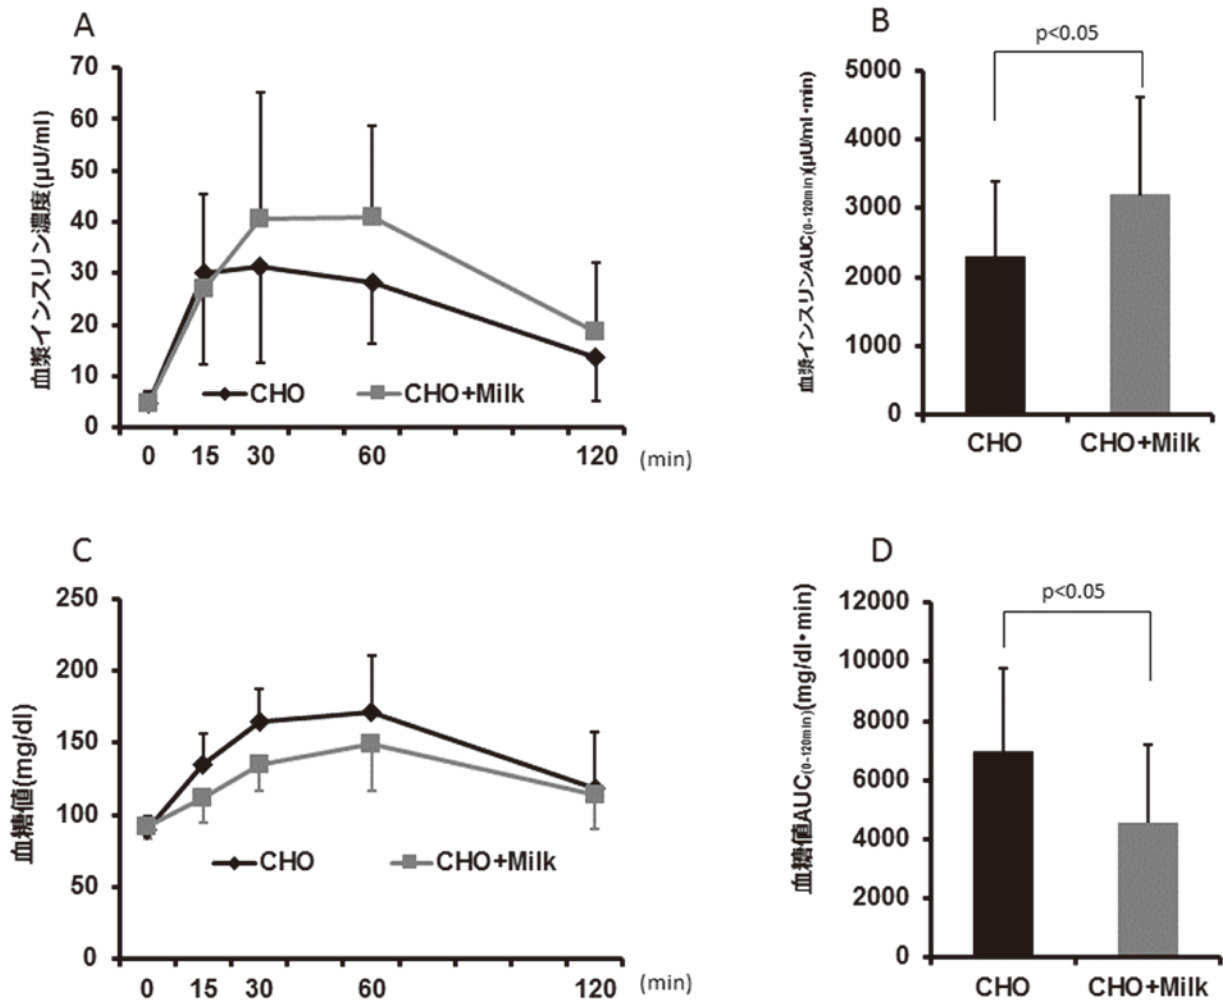 A
血漿インスリン濃度(μU/ml)
70
60
50
40
30
20
10
0
CHO
CHO+Milk
0 15 30 60 120 (min)
B
p<0.05
血漿インスリンAUC(0-120min)(μU/ml•min)
5000
4000
3000
2000
1000
0
CHO CHO+Milk
C
血糖値(mg/dl)
250
200
150
100
50
0
CHO
CHO+Milk
0 15 30 60 120 (min)
D
p<0.05
血糖値AUC(0-120min)(mg/dl•min)
12000
10000
8000
6000
4000
2000
0
CHO CHO+Milk